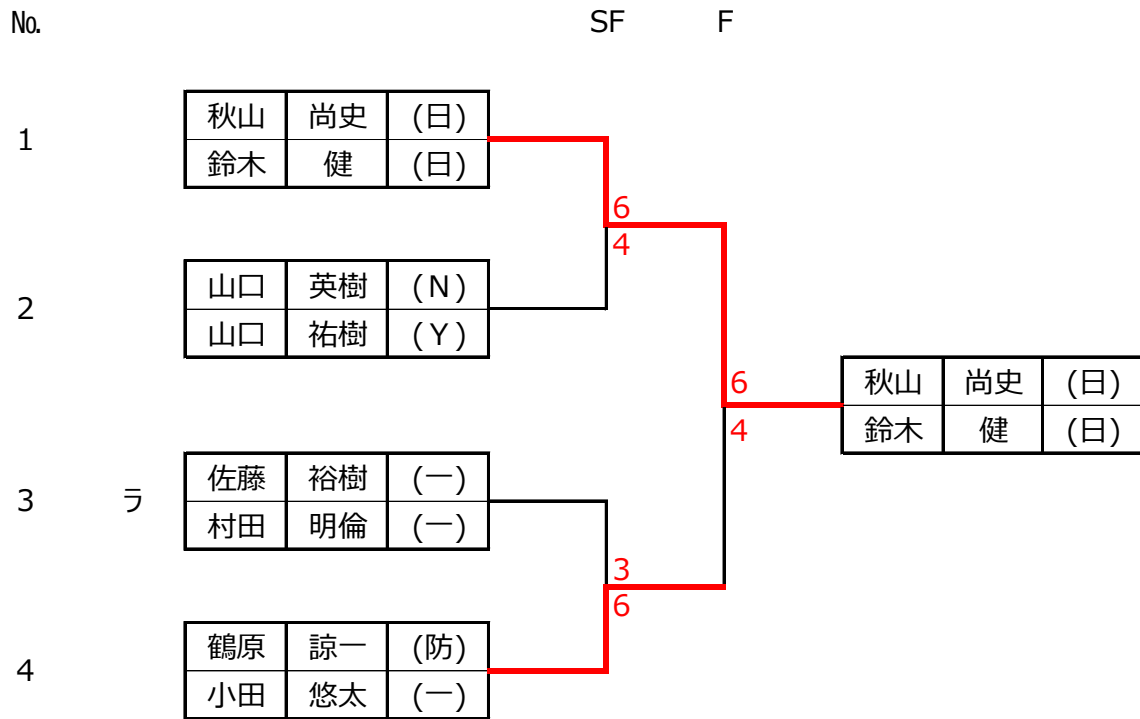 № SF F
秋山 尚史 (日)
1
鈴木 健 (日)
6
4
山口 英樹 (Ｎ)
2
山口 祐樹 (Ｙ)
6
秋山 尚史 (日)
4
鈴木 健 (日)
佐藤 裕樹 (一)
3 ラ
村田 明倫 (一)
3
6
鶴原 諒一 (防)
4
小田 悠太 (一)